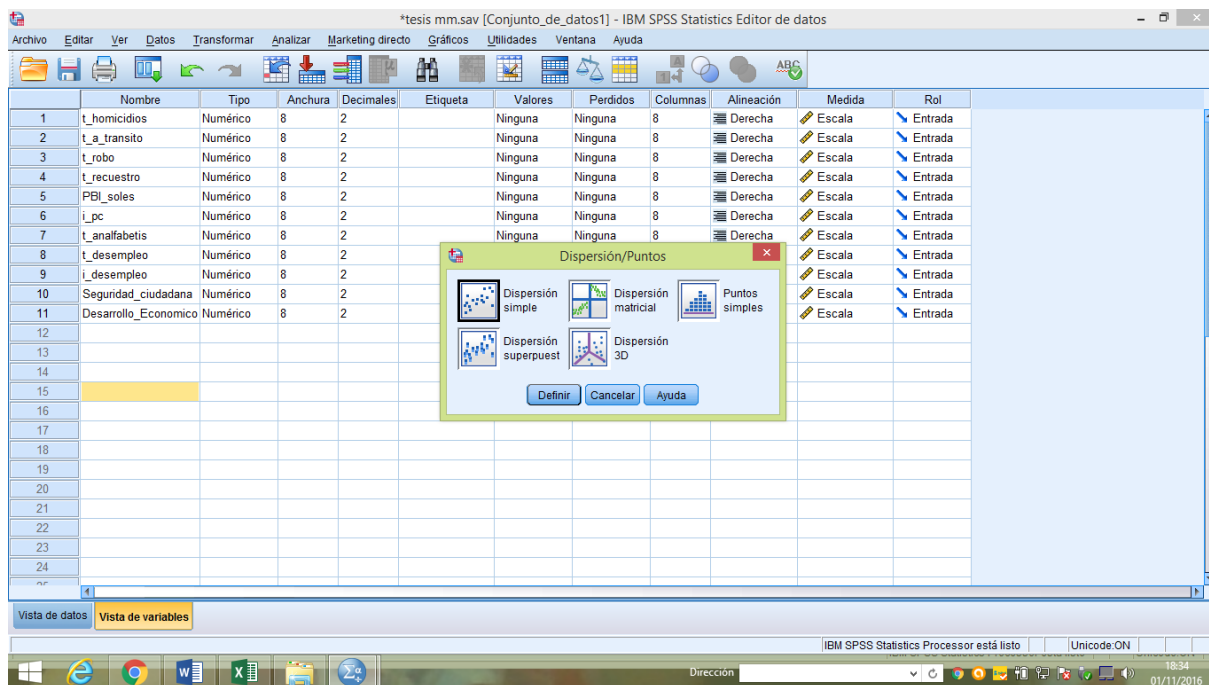 *tesis mm.sav [Conjunto_de_datos1] - IBM SPSS Statistics Editor de datos
Archivo Editar Ver Datos Transformar Analizar Marketing directo Gráficos Utilidades Ventana Ayuda
Nombre Tipo Anchura Decimales Etiqueta Valores Perdidos Columnas Alineación Medida Rol
1 t_homicidios Numérico 8 2 Ninguna Ninguna 8 Derecha Escala Entrada
2 t_a_transito Numérico 8 2 Ninguna Ninguna 8 Derecha Escala Entrada
3 t_robo Numérico 8 2 Ninguna Ninguna 8 Derecha Escala Entrada
4 t_recuestro Numérico 8 2 Ninguna Ninguna 8 Derecha Escala Entrada
5 PBI_soles Numérico 8 2 Ninguna Ninguna 8 Derecha Escala Entrada
6 i_pc Numérico 8 2 Ninguna Ninguna 8 Derecha Escala Entrada
7 t_analfabetis Numérico 8 2 Ninguna Ninguna 8 Derecha Escala Entrada
8 t_desempleo Numérico 8 2 Escala Entrada
9 i_desempleo Numérico 8 2 Escala Entrada
10 Seguridad_ciudadana Numérico 8 2 Escala Entrada
11 Desarrollo_Economico Numérico 8 2 Escala Entrada
12
13
14
15
16
17
18
19
20
21
22
23
24
Dispersión/Puntos
Dispersión simple
Dispersión matricial
Puntos simples
Dispersión superpuest
Dispersión 3D
Definir Cancelar Ayuda
Vista de datos Vista de variables
IBM SPSS Statistics Processor está listo Unicode:ON
Dirección
18:34
01/11/2016